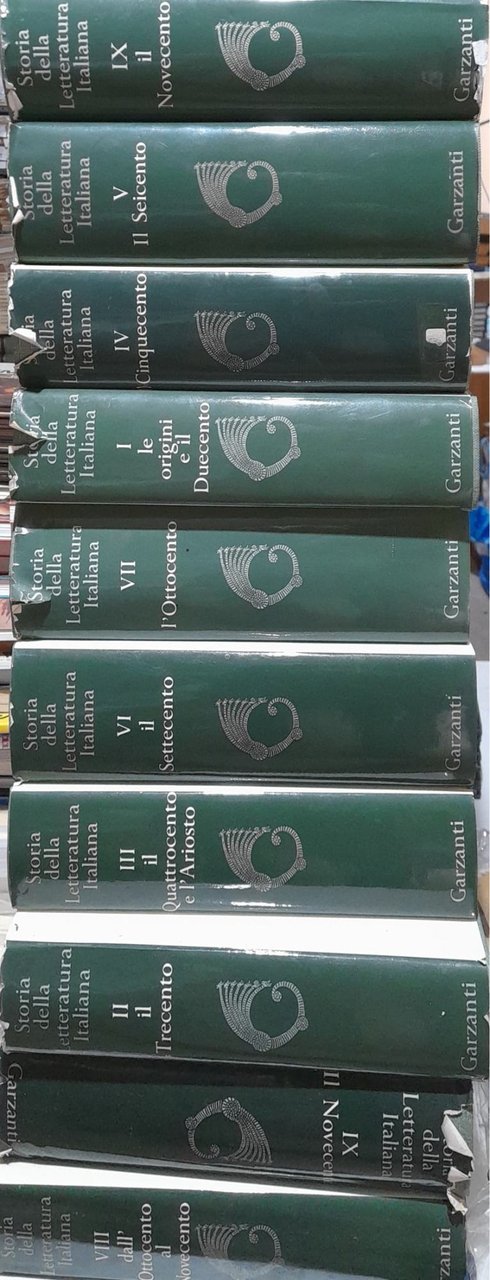 Storia
della
Letteratura
Italiana
IX
il
Novecento
Garzanti
Storia
della
Letteratura
Italiana
V
Il Seicento
Garzanti
della
Letteratura
Italiana
IV
Cinquecento
Garzanti
Storia
della
Letteratura
Italiana
I
le
origini
e il
Duecento
Garzanti
Storia
della
Letteratura
Italiana
VII
l'Ottocento
Garzanti
Storia
della
Letteratura
Italiana
VI
il
Settecento
Garzanti
Storia
della
Letteratura
Italiana
III
il
Quattrocento
e l'Ariosto
Garzanti
Storia
della
Letteratura
Italiana
II
il
Trecento
Garzanti
della
Letteratura
Italiana
IX
Il Novecento
Garzanti
Storia
della
Letteratura
Italiana
VIII
dall'
Ottocento
al
Novecento
Garzanti